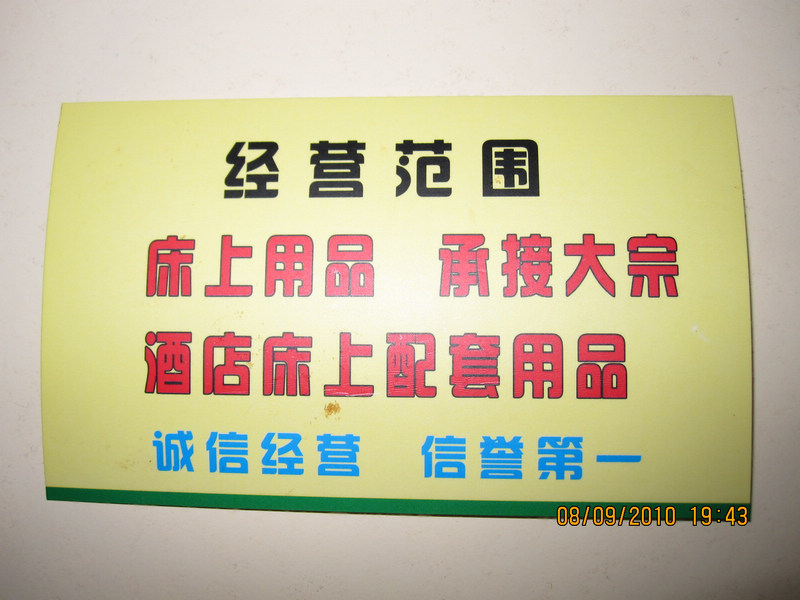 经营范围
床上用品 承接大宗
酒店床上配套用品
诚信经营 信誉第一
08/09/2010 19:43